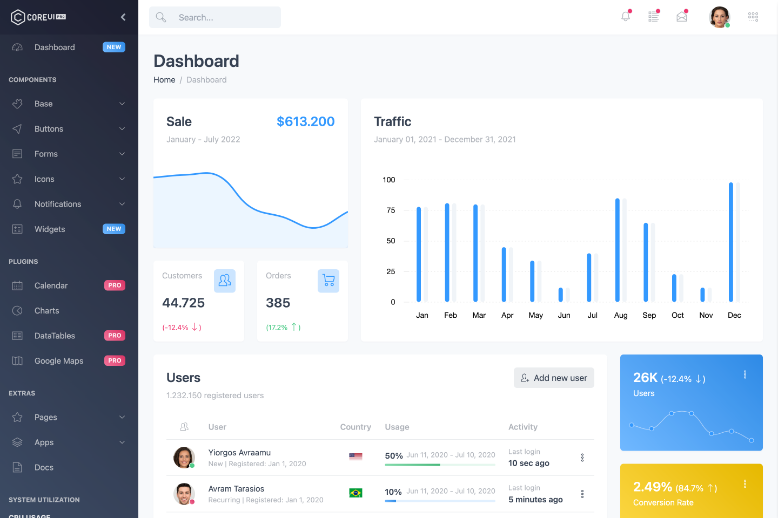 COREUI PRO
Search...
Dashboard NEW
COMPONENTS
Base
Buttons
Forms
Icons
Notifications
Widgets NEW
PLUGINS
Calendar PRO
Charts
DataTables PRO
Google Maps PRO
EXTRAS
Pages
Apps
Docs
SYSTEM UTILIZATION
CPU USAGE
Dashboard
Home / Dashboard
Sale $613.200
January - July 2022
Customers
44.725
(-12.4% ↓)
Orders
385
(17.2% ↑)
Traffic
January 01, 2021 - December 31, 2021
100
75
50
25
0
Jan Feb Mar Apr May Jun Jul Aug Sep Oct Nov Dec
Users
1.232.150 registered users
Add new user
User Country Usage Activity
Yiorgos Avraamu
New | Registered: Jan 1, 2020
50% Jun 11, 2020 - Jul 10, 2020
Last login
10 sec ago
Avram Tarasios
Recurring | Registered: Jan 1, 2020
10% Jun 11, 2020 - Jul 10, 2020
Last login
5 minutes ago
26K (-12.4% ↓)
Users
2.49% (84.7% ↑)
Conversion Rate